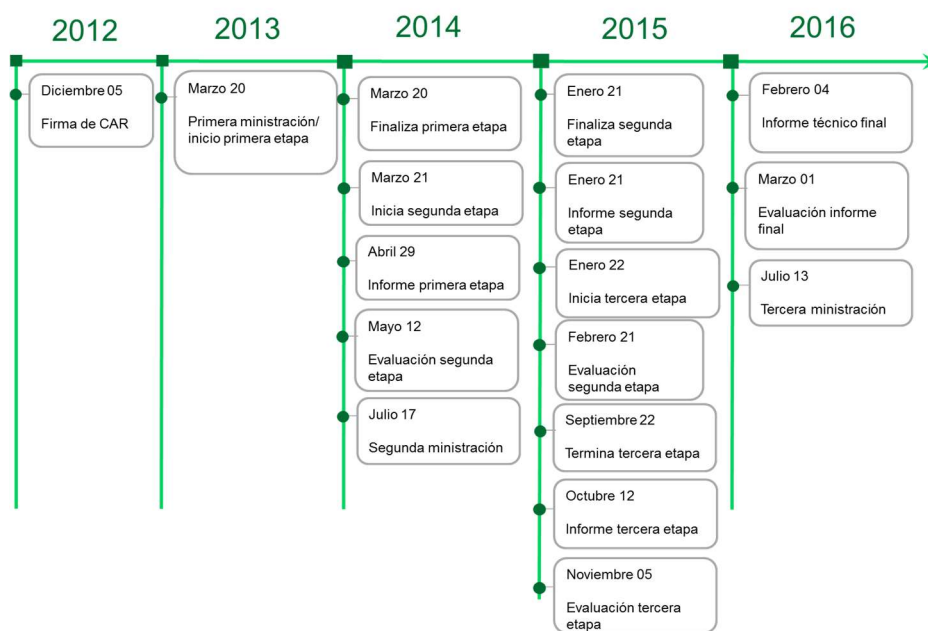 2012
Diciembre 05
Firma de CAR
2013
Marzo 20
Primera ministración/
inicio primera etapa
2014
Marzo 20
Finaliza primera etapa
Marzo 21
Inicia segunda etapa
Abril 29
Informe primera etapa
Mayo 12
Evaluación segunda
etapa
Julio 17
Segunda ministración
2015
Enero 21
Finaliza segunda
etapa
Enero 21
Informe segunda
etapa
Enero 22
Inicia tercera etapa
Febrero 21
Evaluación
segunda etapa
Septiembre 22
Termina tercera etapa
Octubre 12
Informe tercera etapa
Noviembre 05
Evaluación tercera
etapa
2016
Febrero 04
Informe técnico final
Marzo 01
Evaluación informe
final
Julio 13
Tercera ministración